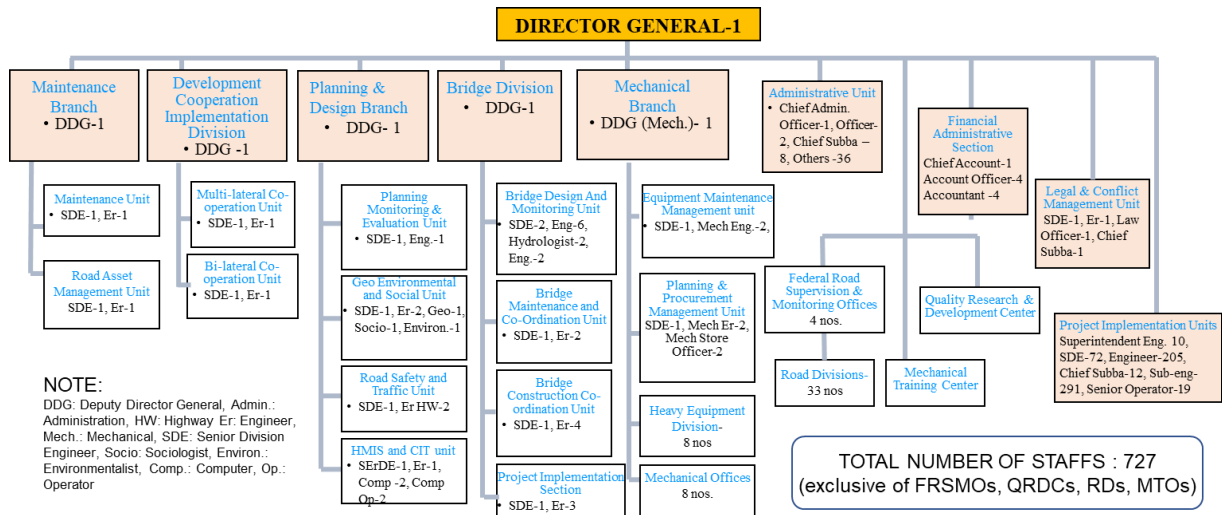 DIRECTOR GENERAL-1
Maintenance
Branch
• DDG-1
Development
Cooperation
Implementation
Division
• DDG -1
Planning &
Design Branch
• DDG- 1
Bridge Division
• DDG-1
Mechanical
Branch
• DDG (Mech.)- 1
Administrative Unit
• Chief Admin.
Officer-1, Officer-
2, Chief Subba –
8, Others -36
Financial
Administrative
Section
Chief Account-1
Account Officer-4
Accountant -4
Legal & Conflict
Management Unit
SDE-1, Er-1, Law
Officer-1, Chief
Subba-1
Project Implementation Units
Superintendent Eng. 10,
SDE-72, Engineer-205,
Chief Subba-12, Sub-eng-
291, Senior Operator-19
Maintenance Unit
• SDE-1, Er-1
Road Asset
Management Unit
SDE-1, Er-1
Multi-lateral Co-
operation Unit
• SDE-1, Er-1
Bi-lateral Co-
operation Unit
• SDE-1, Er-1
Planning
Monitoring &
Evaluation Unit
• SDE-1, Eng.-1
Geo Environmental
and Social Unit
• SDE-1, Er-2, Geo-1,
Socio-1, Environ.-1
Road Safety and
Traffic Unit
• SDE-1, Er HW-2
HMIS and CIT unit
• SErDE-1, Er-1,
Comp -2, Comp
Op-2
Bridge Design And
Monitoring Unit
• SDE-2, Eng-6,
Hydrologist-2,
Eng.-2
Bridge
Maintenance and
Co-Ordination Unit
• SDE-1, Er-2
Bridge
Construction Co-
ordination Unit
• SDE-1, Er-4
Project Implementation
Section
• SDE-1, Er-3
Equipment Maintenance
Management unit
• SDE-1, Mech Eng.-2,
Planning &
Procurement
Management Unit
SDE-1, Mech Er-2,
Mech Store
Officer-2
Heavy Equipment
Division-
8 nos
Mechanical Offices
8 nos.
Federal Road
Supervision &
Monitoring Offices
4 nos.
Road Divisions-
33 nos
Quality Research &
Development Center
Mechanical
Training Center
NOTE:
DDG: Deputy Director General, Admin.:
Administration, HW: Highway Er: Engineer,
Mech.: Mechanical, SDE: Senior Division
Engineer, Socio: Sociologist, Environ.:
Environmentalist, Comp.: Computer, Op.:
Operator
TOTAL NUMBER OF STAFFS : 727
(exclusive of FRSMOs, QRDCs, RDs, MTOs)